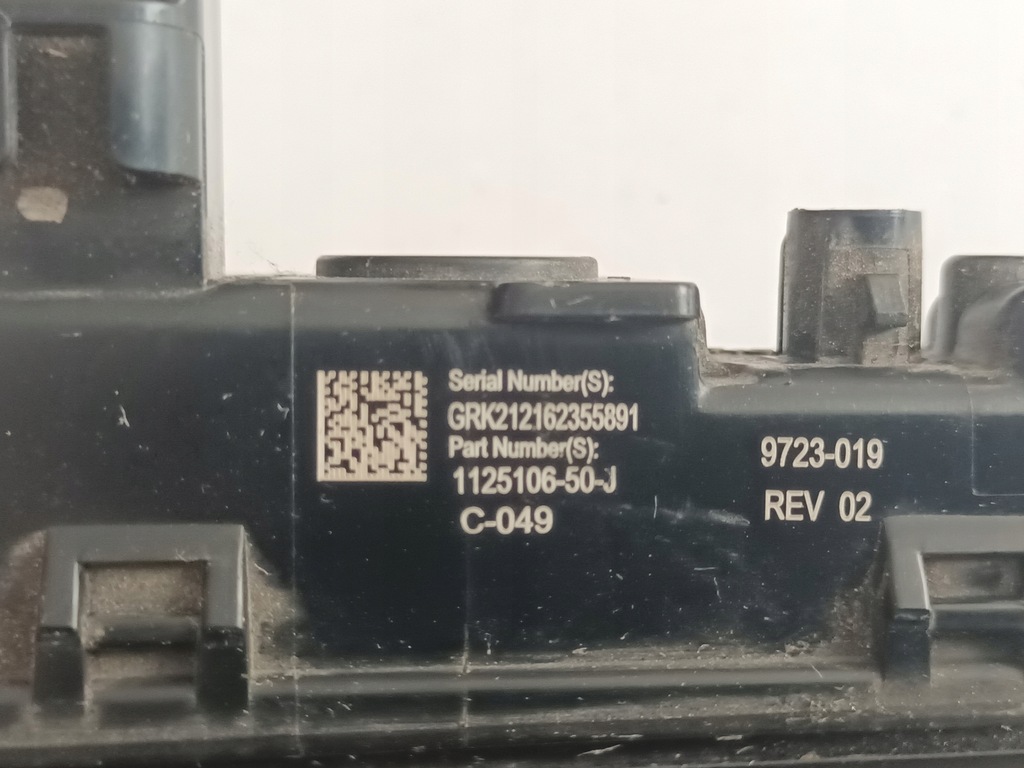 Serial Number(S):
GRK212162355891
Part Number(S):
1125106-50-J
C-049
9723-019
REV 02